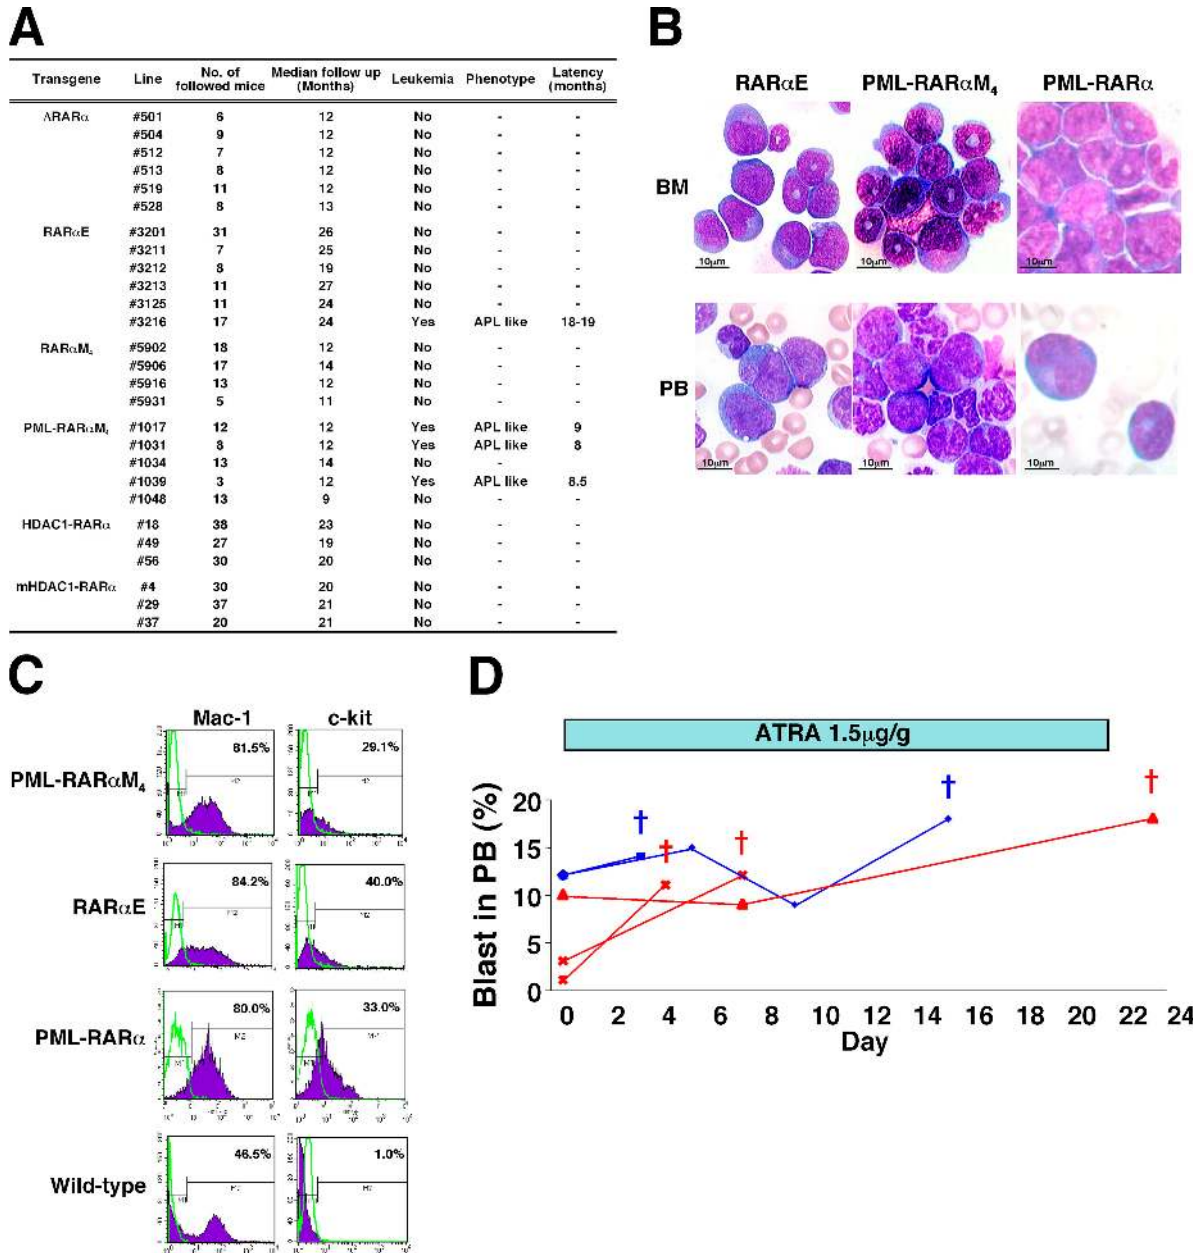 A
Transgene Line No. of followed mice Median follow up (Months) Leukemia Phenotype Latency (months)
ΔRARα #501 6 12 No - -
#504 9 12 No - -
#512 7 12 No - -
#513 8 12 No - -
#519 11 12 No - -
#528 8 13 No - -
RARαE #3201 31 26 No - -
#3211 7 25 No - -
#3212 8 19 No - -
#3213 11 27 No - -
#3125 11 24 No - -
#3216 17 24 Yes APL like 18-19
RARαM₄ #5902 18 12 No - -
#5906 17 14 No - -
#5916 13 12 No - -
#5931 5 11 No - -
PML-RARαM₄ #1017 12 12 Yes APL like 9
#1031 8 12 Yes APL like 8
#1034 13 14 No -
#1039 3 12 Yes APL like 8.5
#1048 13 9 No - -
HDAC1-RARα #18 38 23 No - -
#49 27 19 No - -
#56 30 20 No - -
mHDAC1-RARα #4 30 20 No - -
#29 37 21 No - -
#37 20 21 No - -
B
RARαE PML-RARαM₄ PML-RARα
BM
10μm 10μm 10μm
PB
10μm 10μm 10μm
C
Mac-1 c-kit
PML-RARαM₄ 81.5% 29.1%
RARαE 84.2% 40.0%
PML-RARα 80.0% 33.0%
Wild-type 46.5% 1.0%
D
ATRA 1.5μg/g
Blast in PB (%)
20
15
10
5
0
0 2 4 6 8 10 12 14 16 18 20 22 24
Day